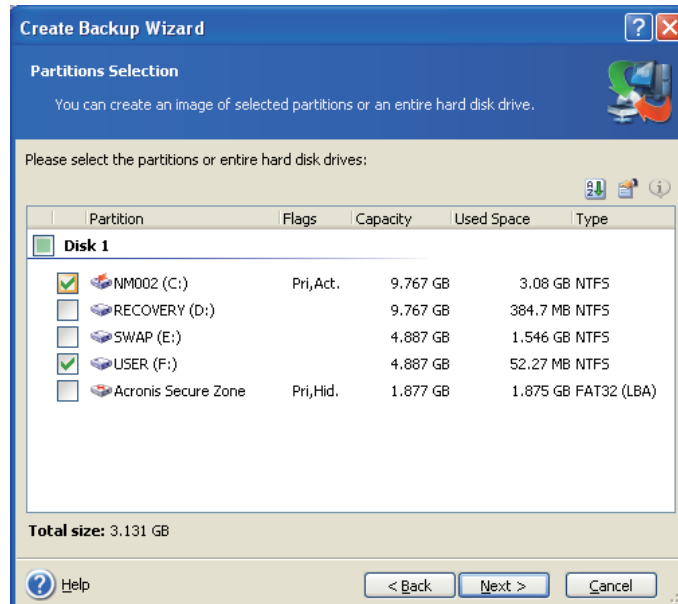 Create Backup Wizard
Partitions Selection
You can create an image of selected partitions or an entire hard disk drive.
Please select the partitions or entire hard disk drives:
Partition Flags Capacity Used Space Type
Disk 1
NM002 (C:) Pri,Act. 9.767 GB 3.08 GB NTFS
RECOVERY (D:) 9.767 GB 384.7 MB NTFS
SWAP (E:) 4.887 GB 1.546 GB NTFS
USER (F:) 4.887 GB 52.27 MB NTFS
Acronis Secure Zone Pri,Hid. 1.877 GB 1.875 GB FAT32 (LBA)
Total size: 3.131 GB
Help < Back Next > Cancel